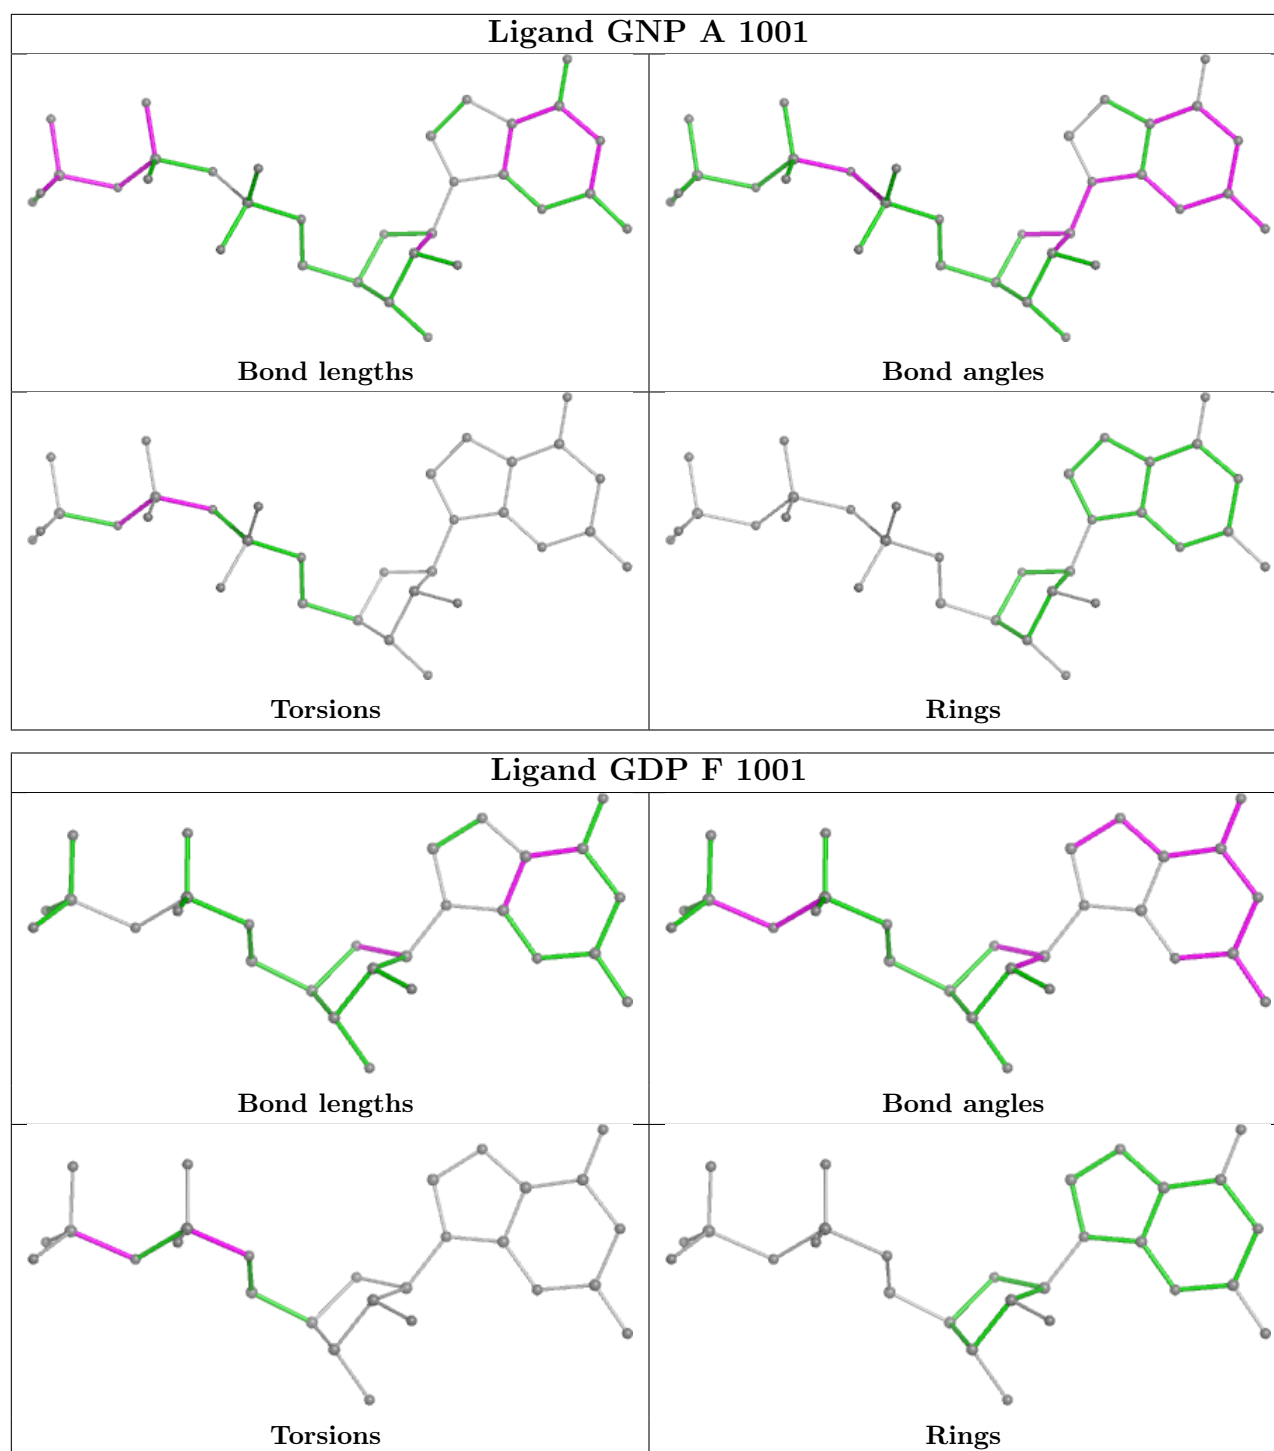 Ligand GNP A 1001
Bond lengths
Bond angles
Torsions
Rings
Ligand GDP F 1001
Bond lengths
Bond angles
Torsions
Rings